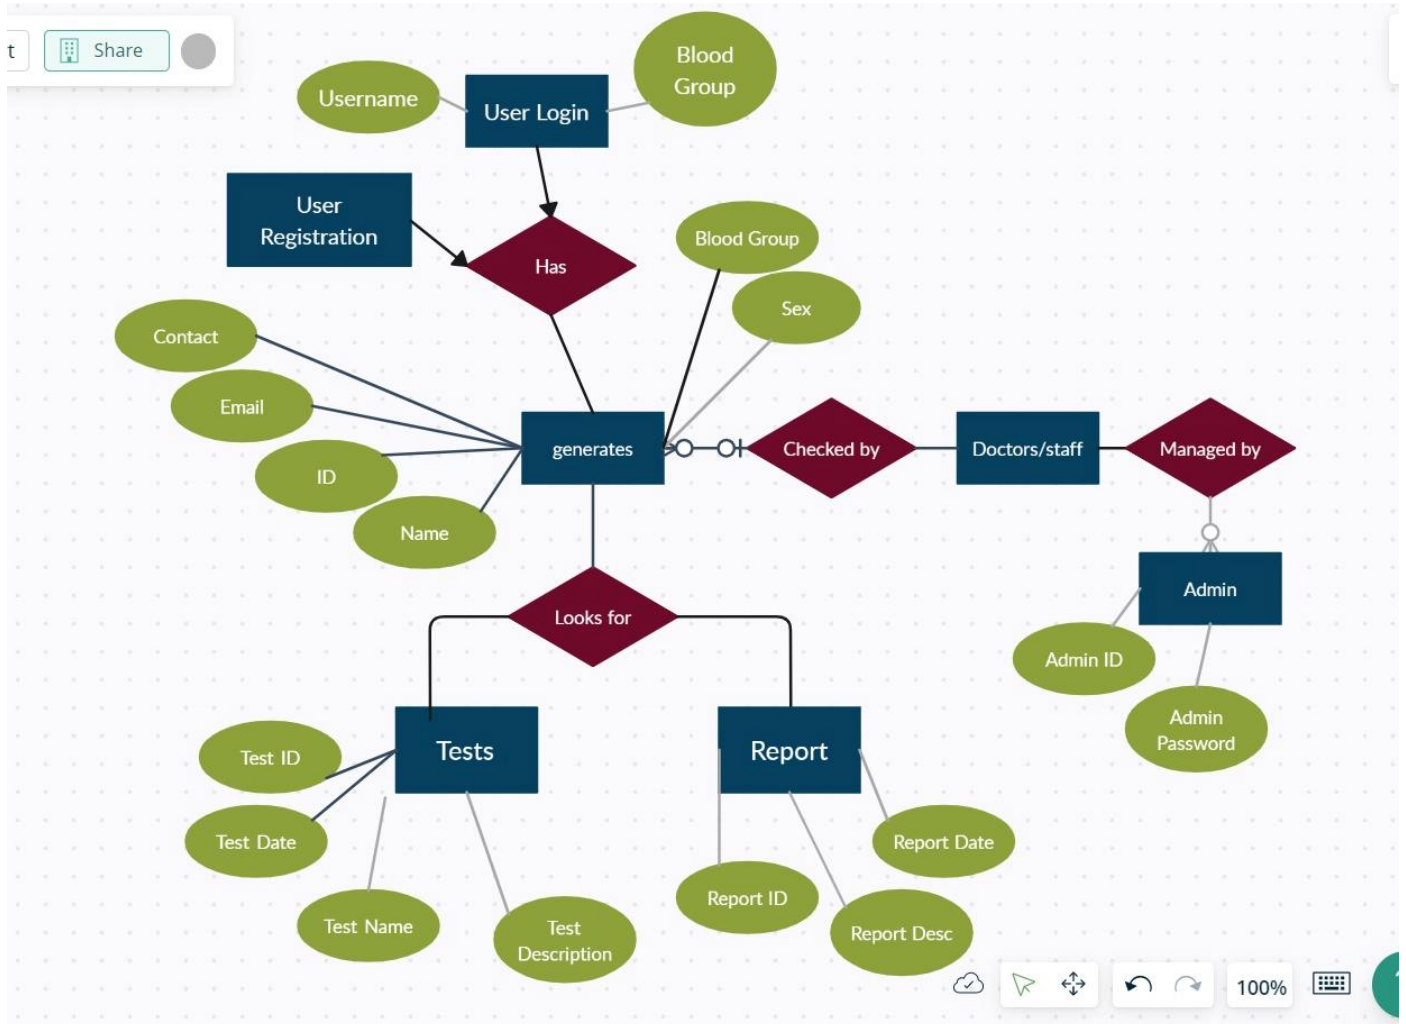 t
Share
Username
User Login
Blood
Group
User
Registration
Has
Blood Group
Sex
Contact
Email
ID
Name
generates
Checked by
Doctors/staff
Managed by
Looks for
Admin
Admin ID
Admin
Password
Tests
Report
Test ID
Test Date
Test Name
Test
Description
Report ID
Report Desc
Report Date
100%